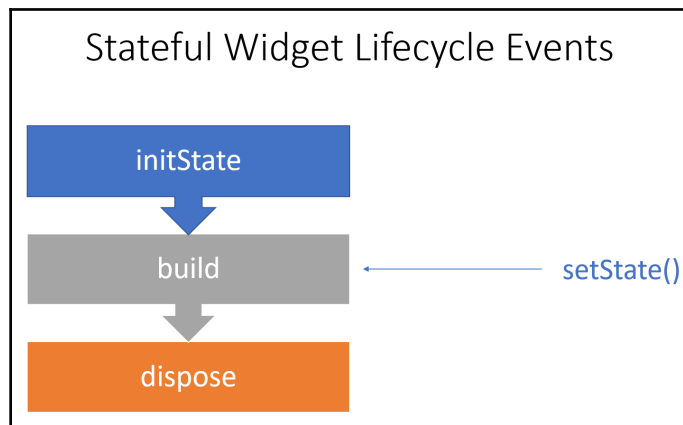 Stateful Widget Lifecycle Events
initState
build
setState()
dispose